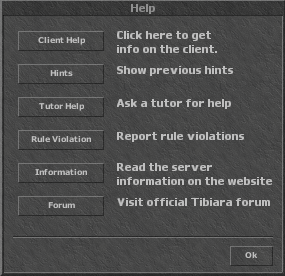 Help
Client Help
Click here to get
info on the client.
Hints
Show previous hints
Tutor Help
Ask a tutor for help
Rule Violation
Report rule violations
Information
Read the server
information on the website
Forum
Visit official Tibiara forum
Ok